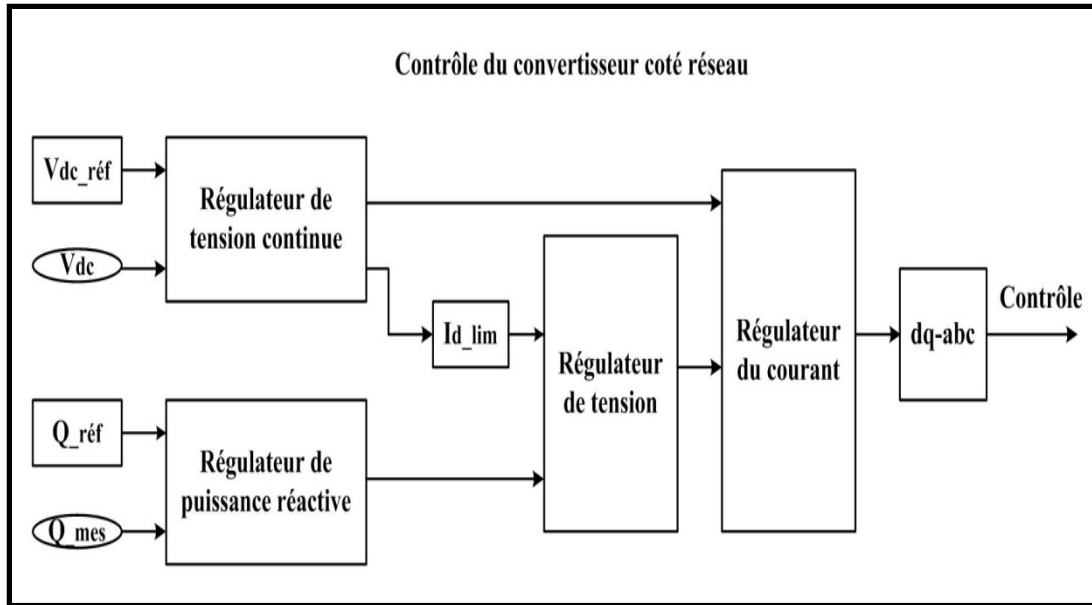 Contrôle du convertisseur coté réseau
Vdc_réf
Vdc
Régulateur de
tension continue
Id_lim
Q_réf
Q_mes
Régulateur de
puissance réactive
Régulateur
de tension
Régulateur
du courant
dq-abc
Contrôle